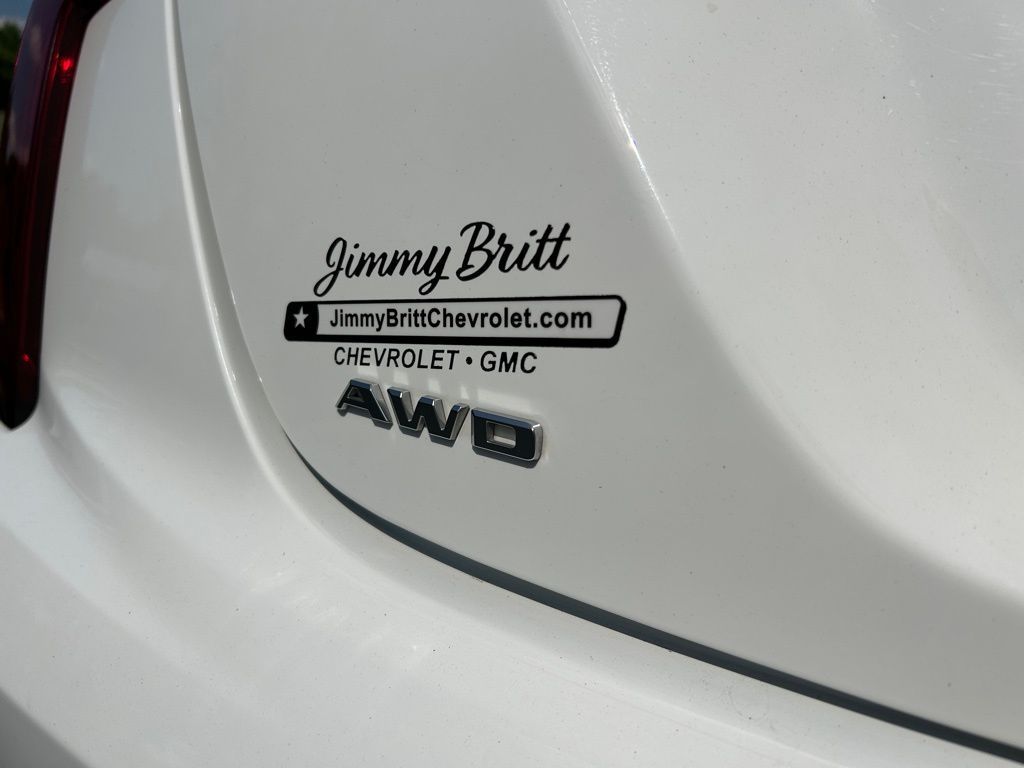 Jimmy Britt
JimmyBrittChevrolet.com
CHEVROLET • GMC
AWD